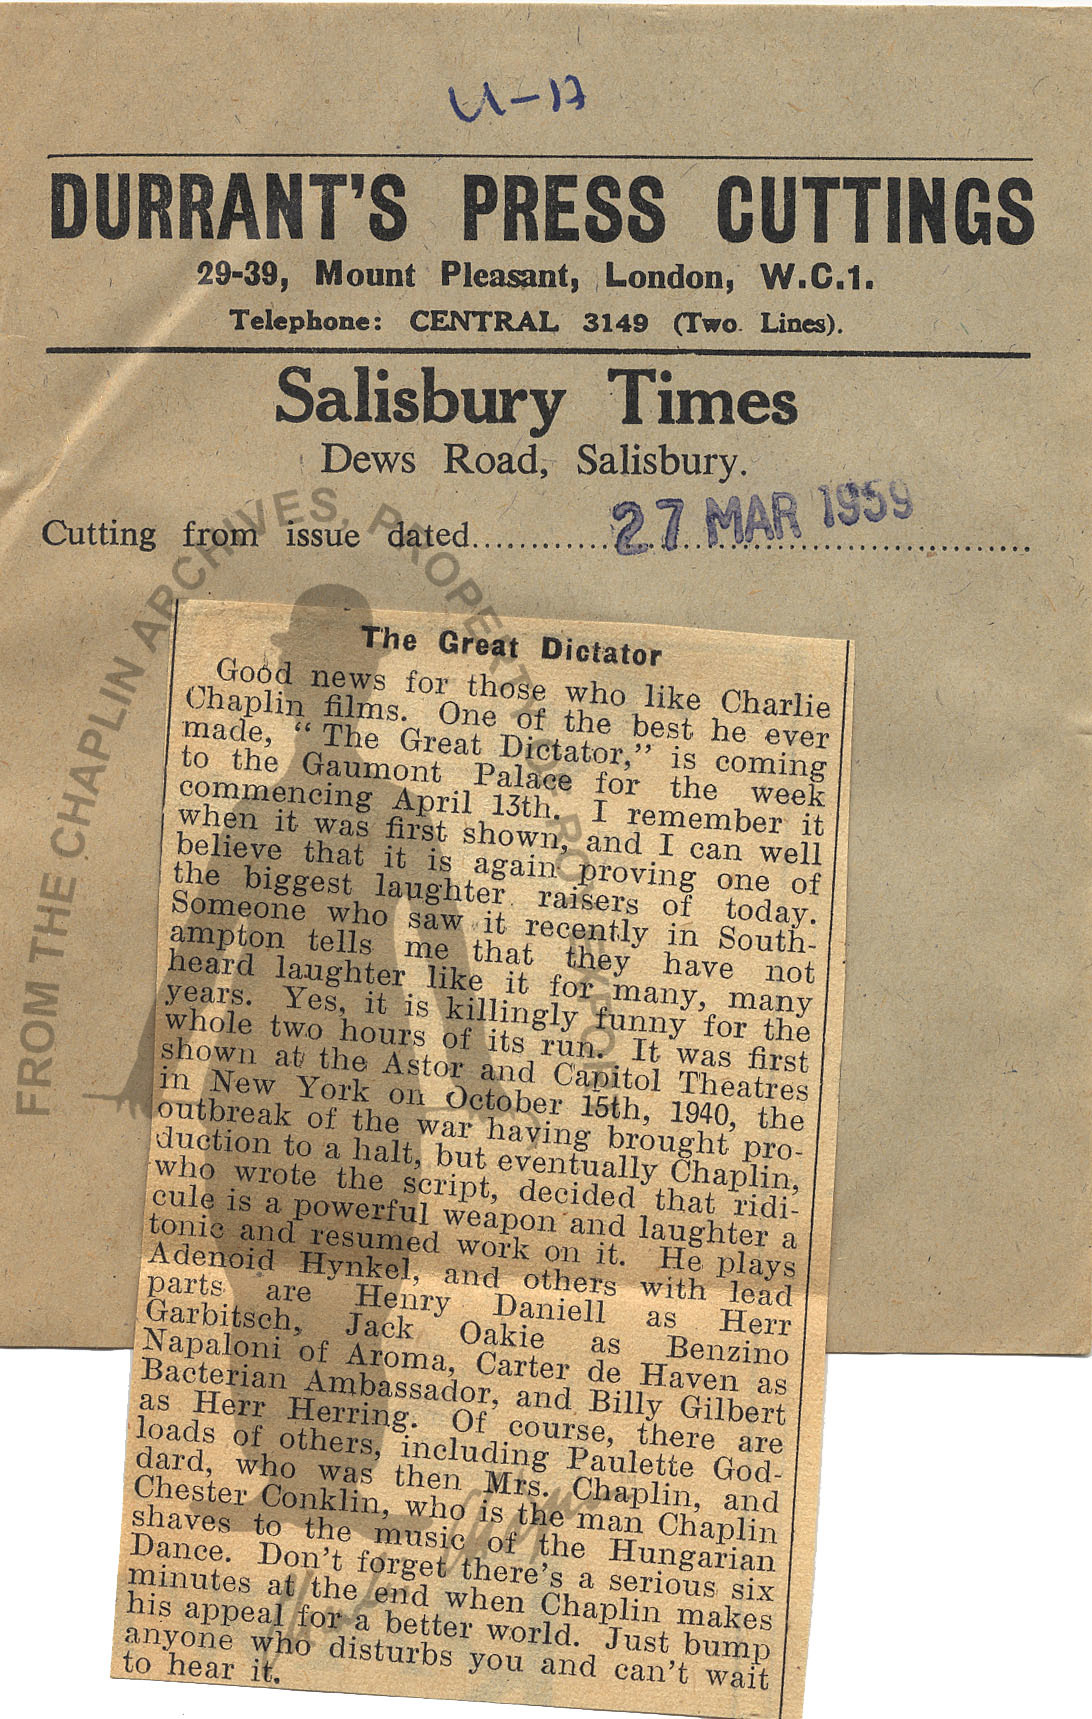 U-17
DURRANT'S PRESS CUTTINGS
29-39, Mount Pleasant, London, W.C.1.
Telephone: CENTRAL 3149 (Two Lines).
Salisbury Times
Dews Road, Salisbury.
Cutting from issue dated 27 MAR 1959
FROM THE CHAPLIN ARCHIVES, PROPERTY OF ROY EXPORT
The Great Dictator
Good news for those who like Charlie
Chaplin films. One of the best he ever
made, "The Great Dictator," is coming
to the Gaumont Palace for the week
commencing April 13th. I remember it
when it was first shown, and I can well
believe that it is again proving one of
the biggest laughter raisers of today.
Someone who saw it recently in South-
ampton tells me that they have not
heard laughter like it for many, many
years. Yes, it is killingly funny for the
whole two hours of its run. It was first
shown at the Astor and Capitol Theatres
in New York on October 15th, 1940, the
outbreak of the war having brought pro-
duction to a halt, but eventually Chaplin,
who wrote the script, decided that ridi-
cule is a powerful weapon and laughter a
tonic and resumed work on it. He plays
Adenoid Hynkel, and others with lead
parts are Henry Daniell as Herr
Garbitsch, Jack Oakie as Benzino
Napaloni of Aroma, Carter de Haven as
Bacterian Ambassador, and Billy Gilbert
as Herr Herring. Of course, there are
loads of others, including Paulette God-
dard, who was then Mrs. Chaplin, and
Chester Conklin, who is the man Chaplin
shaves to the music of the Hungarian
Dance. Don't forget there's a serious six
minutes at the end when Chaplin makes
his appeal for a better world. Just bump
anyone who disturbs you and can't wait
to hear it.